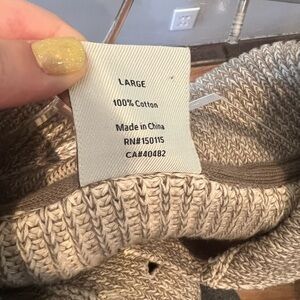 LARGE
100% Cotton
Made in China
RN#150115
CA#40482